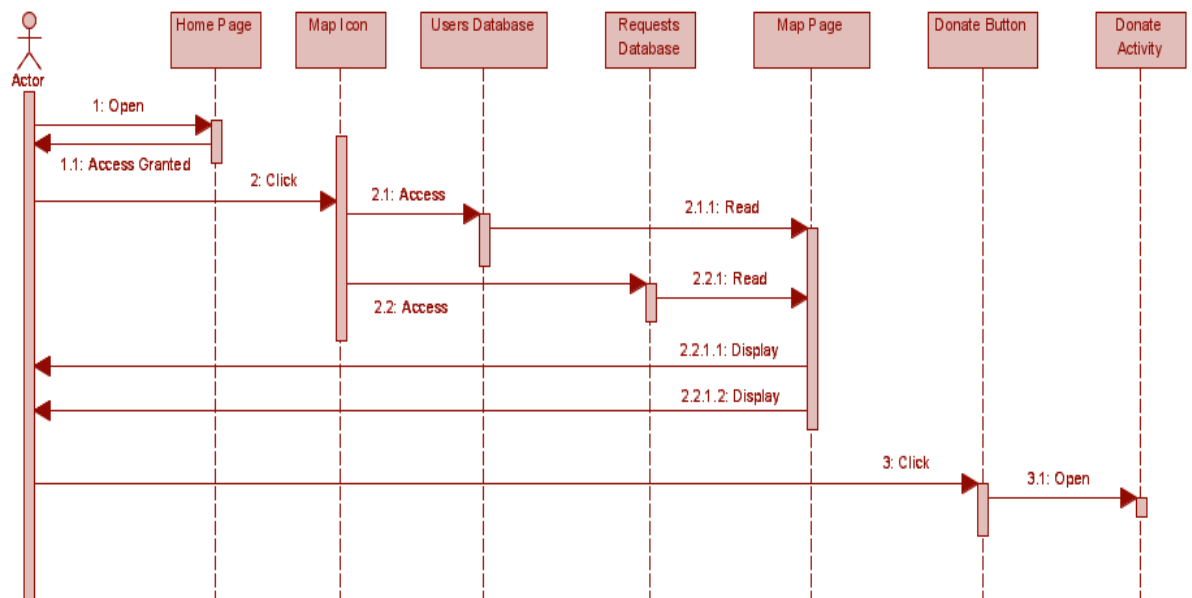 Home Page
Map Icon
Users Database
Requests
Database
Map Page
Donate Button
Donate
Activity
Actor
1: Open
1.1: Access Granted
2: Click
2.1: Access
2.1.1: Read
2.2.1: Read
2.2: Access
2.2.1.1: Display
2.2.1.2: Display
3: Click
3.1: Open